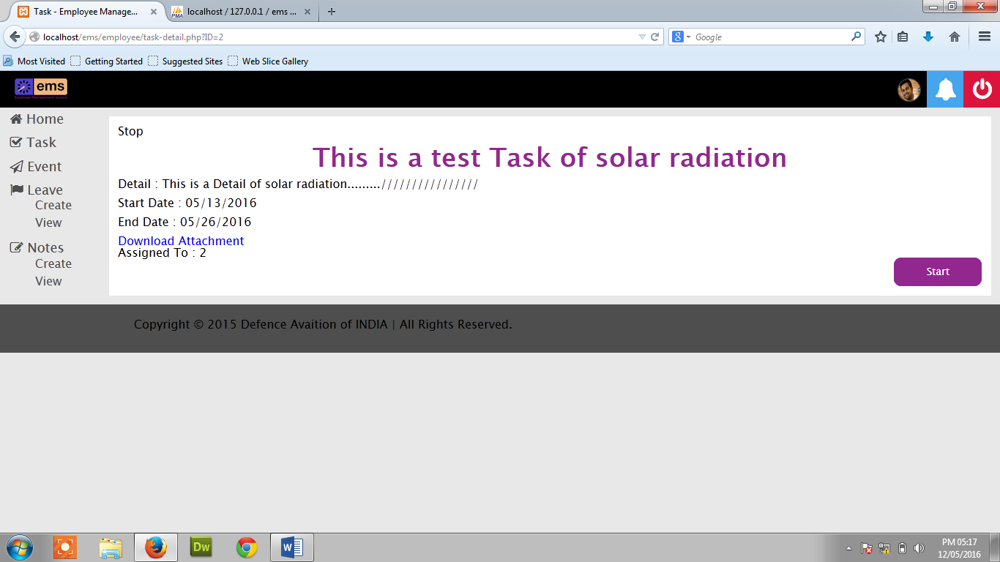 Task - Employee Manage...
localhost / 127.0.0.1 / ems ...
localhost/ems/employee/task-detail.php?ID=2
Google
Most Visited
Getting Started
Suggested Sites
Web Slice Gallery
ems
Employee Management System
Home
Task
Event
Leave
Create
View
Notes
Create
View
Stop
This is a test Task of solar radiation
Detail : This is a Detail of solar radiation.........////////////////
Start Date : 05/13/2016
End Date : 05/26/2016
Download Attachment
Assigned To : 2
Start
Copyright © 2015 Defence Avaition of INDIA | All Rights Reserved.
Dw
PM 05:17
12/05/2016